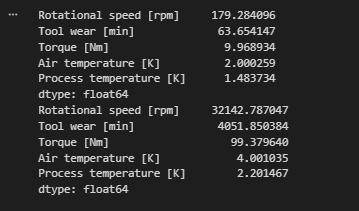 ...
Rotational speed [rpm] 179.284096
Tool wear [min] 63.654147
Torque [Nm] 9.968934
Air temperature [K] 2.000259
Process temperature [K] 1.483734
dtype: float64
Rotational speed [rpm] 32142.787047
Tool wear [min] 4051.850384
Torque [Nm] 99.379640
Air temperature [K] 4.001035
Process temperature [K] 2.201467
dtype: float64